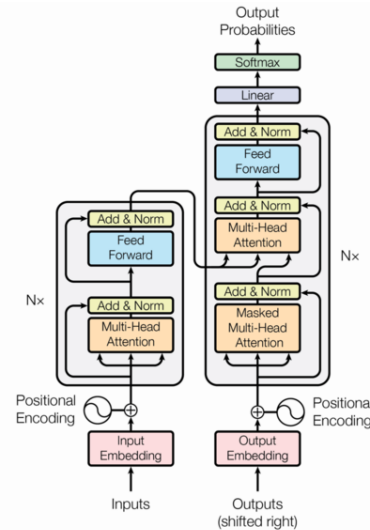 Output
Probabilities
Softmax
Linear
Add & Norm
Feed
Forward
Add & Norm
Multi-Head
Attention
Add & Norm
Masked
Multi-Head
Attention
Nx
Positional
Encoding
Output
Embedding
Outputs
(shifted right)
Add & Norm
Feed
Forward
Nx
Add & Norm
Multi-Head
Attention
Positional
Encoding
Input
Embedding
Inputs